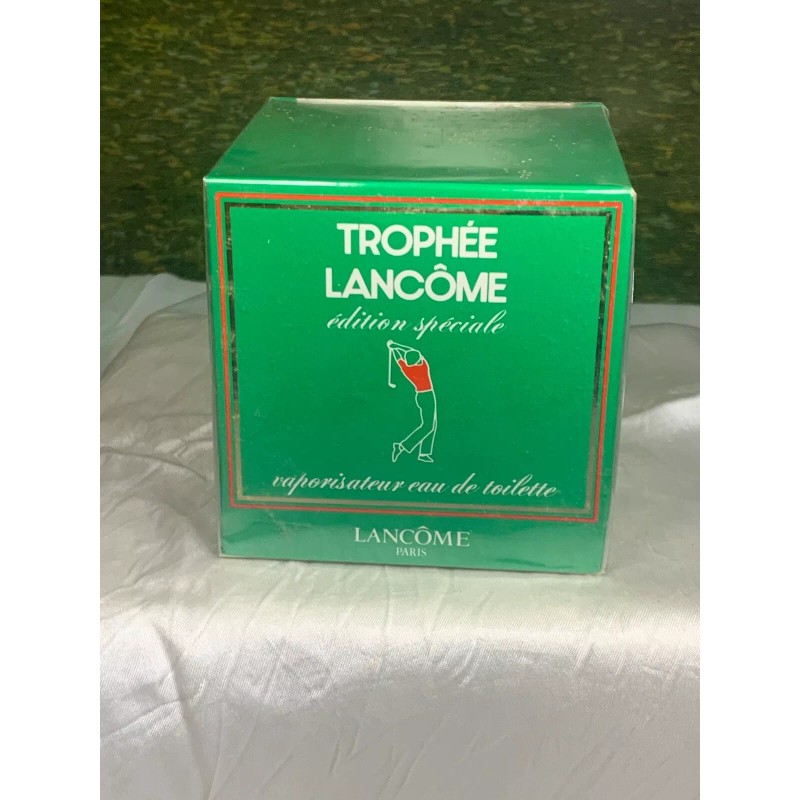 TROPHÉE
LANCÔME
édition spéciale
vaporisateur eau de toilette
LANCÔME
PARIS